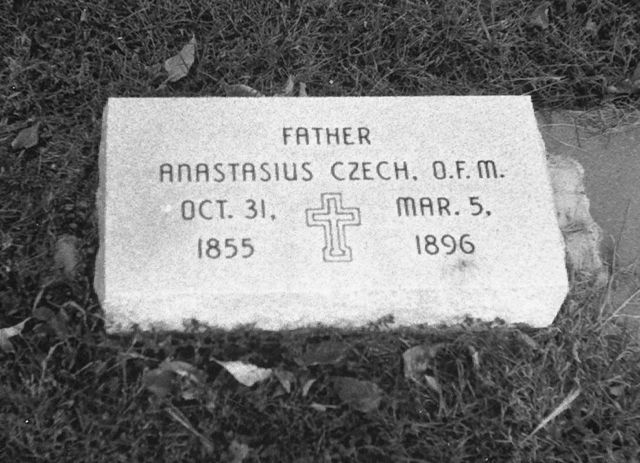 FATHER
ANASTASIUS CZECH, O.F.M.
OCT. 31, MAR. 5,
1855 1896